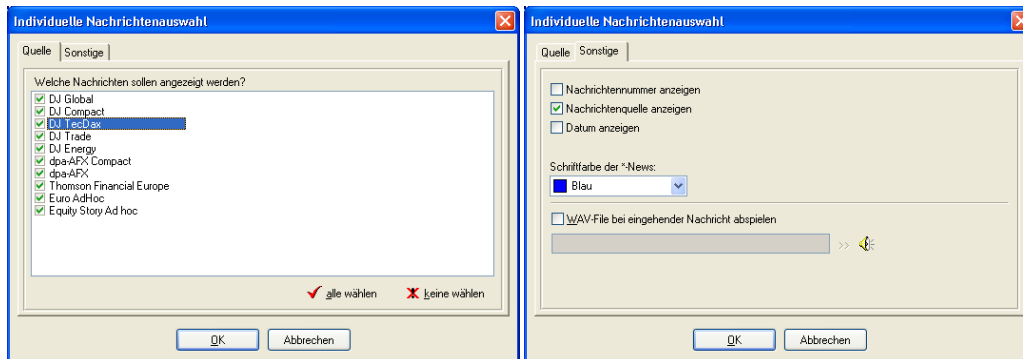 Individuelle Nachrichtenauswahl
Quelle Sonstige
Welche Nachrichten sollen angezeigt werden?
DJ Global
DJ Compact
DJ TecDax
DJ Trade
DJ Energy
dpa-AFX Compact
dpa-AFX
Thomson Financial Europe
Euro AdHoc
Equity Story Ad hoc
alle wählen keine wählen
OK Abbrechen
Individuelle Nachrichtenauswahl
Quelle Sonstige
Nachrichtennummer anzeigen
Nachrichtenquelle anzeigen
Datum anzeigen
Schriftfarbe der *-News:
Blau
WAV-File bei eingehender Nachricht abspielen
>>
OK Abbrechen